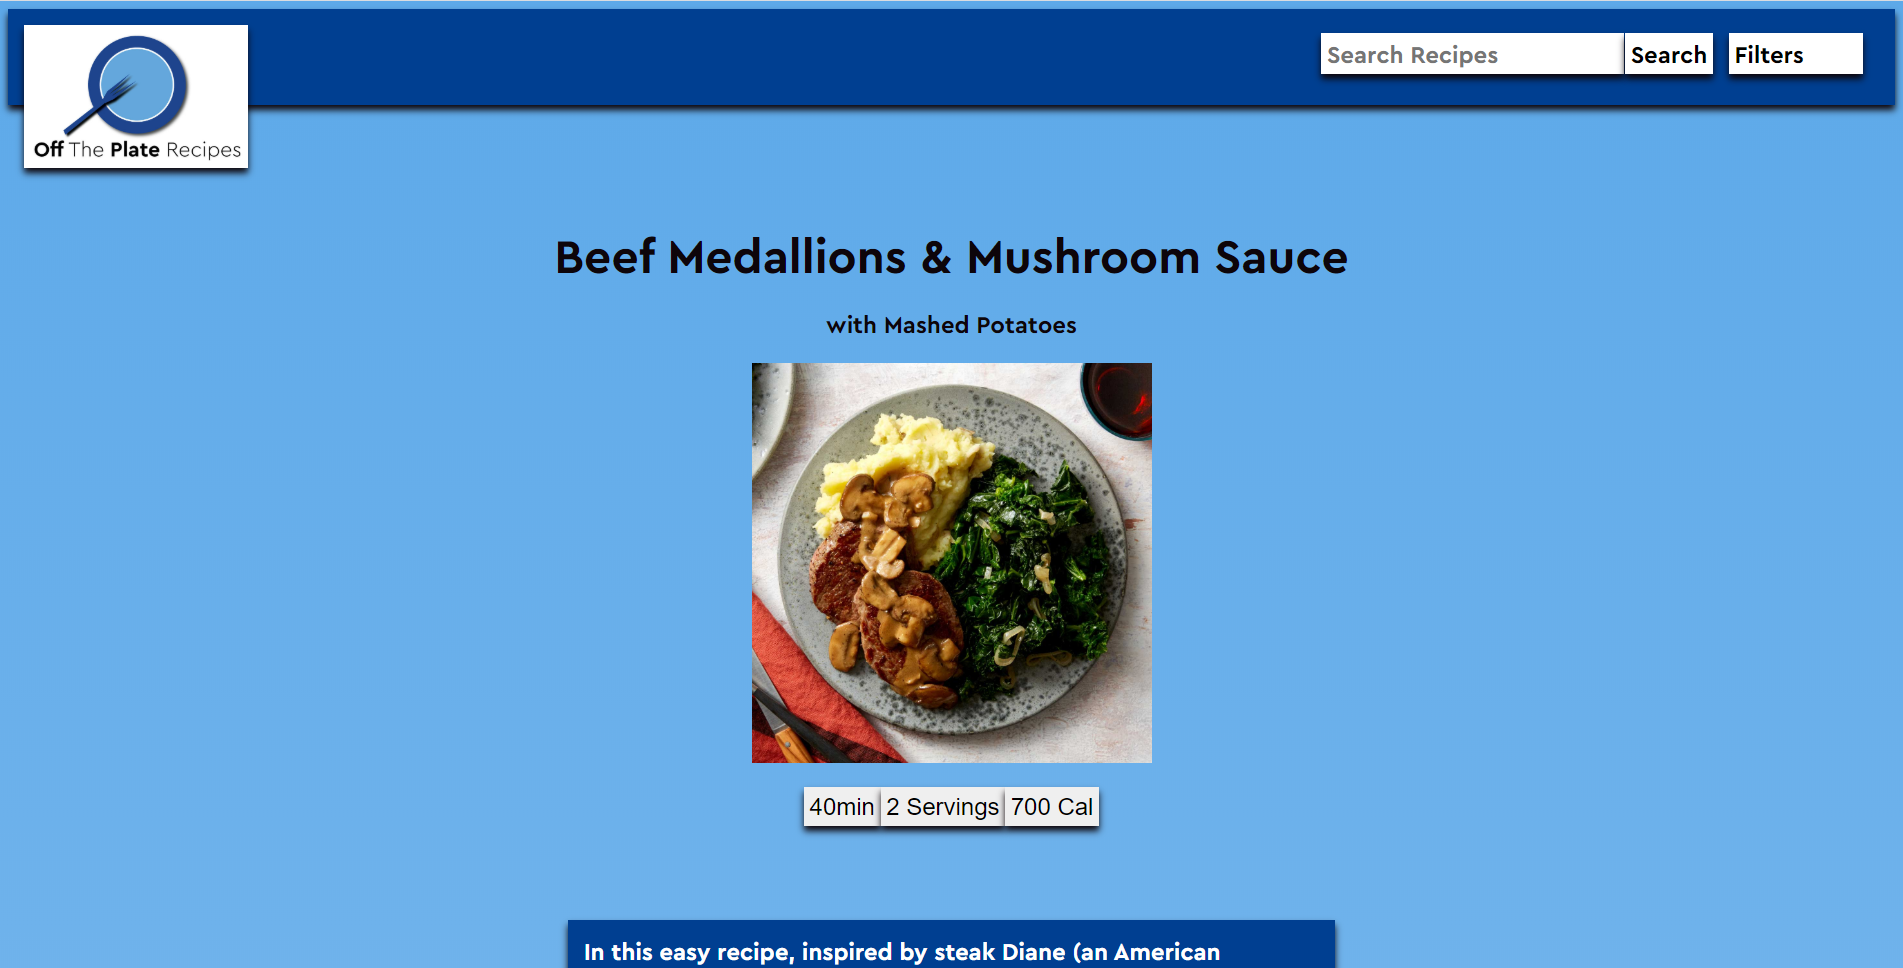 Search Recipes Search Filters
Off The Plate Recipes
Beef Medallions & Mushroom Sauce
with Mashed Potatoes
40min 2 Servings 700 Cal
In this easy recipe, inspired by steak Diane (an American